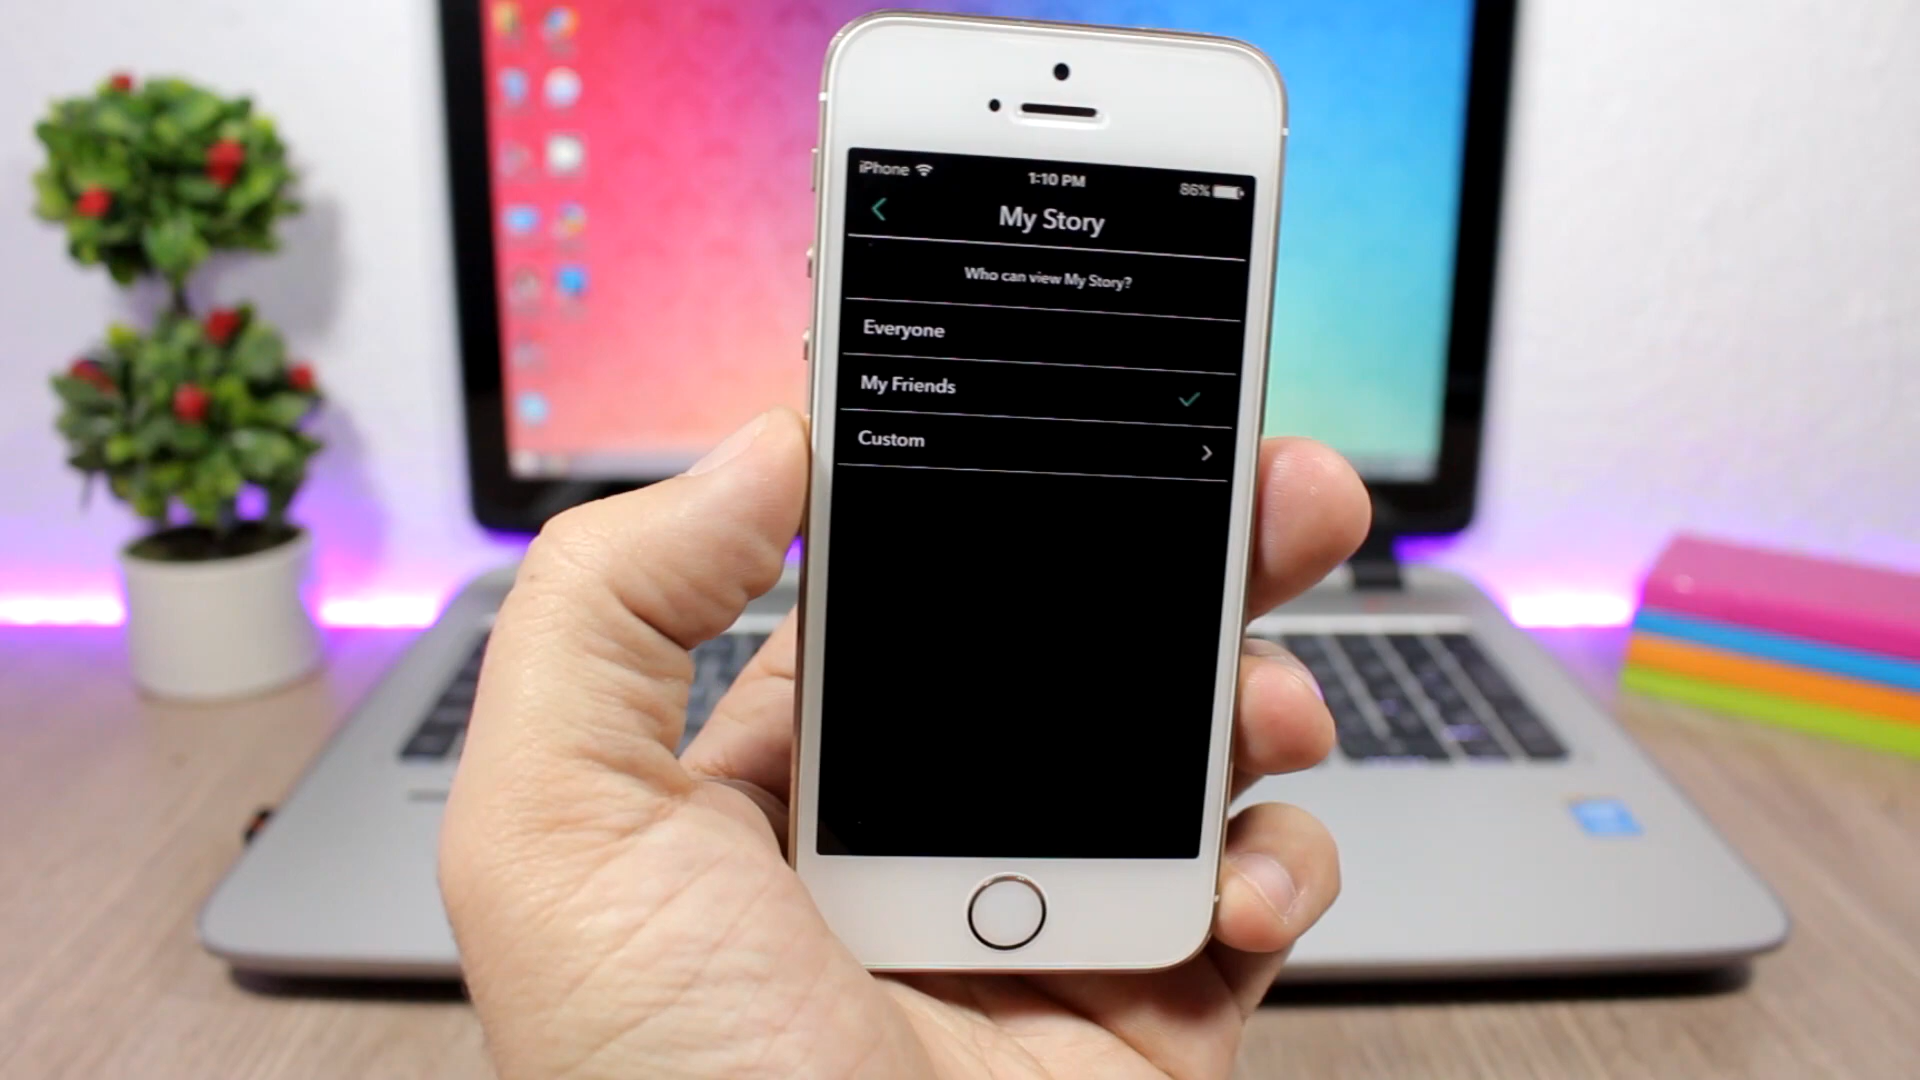 iPhone
1:10 PM
86%
My Story
Who can view My Story?
Everyone
My Friends
Custom